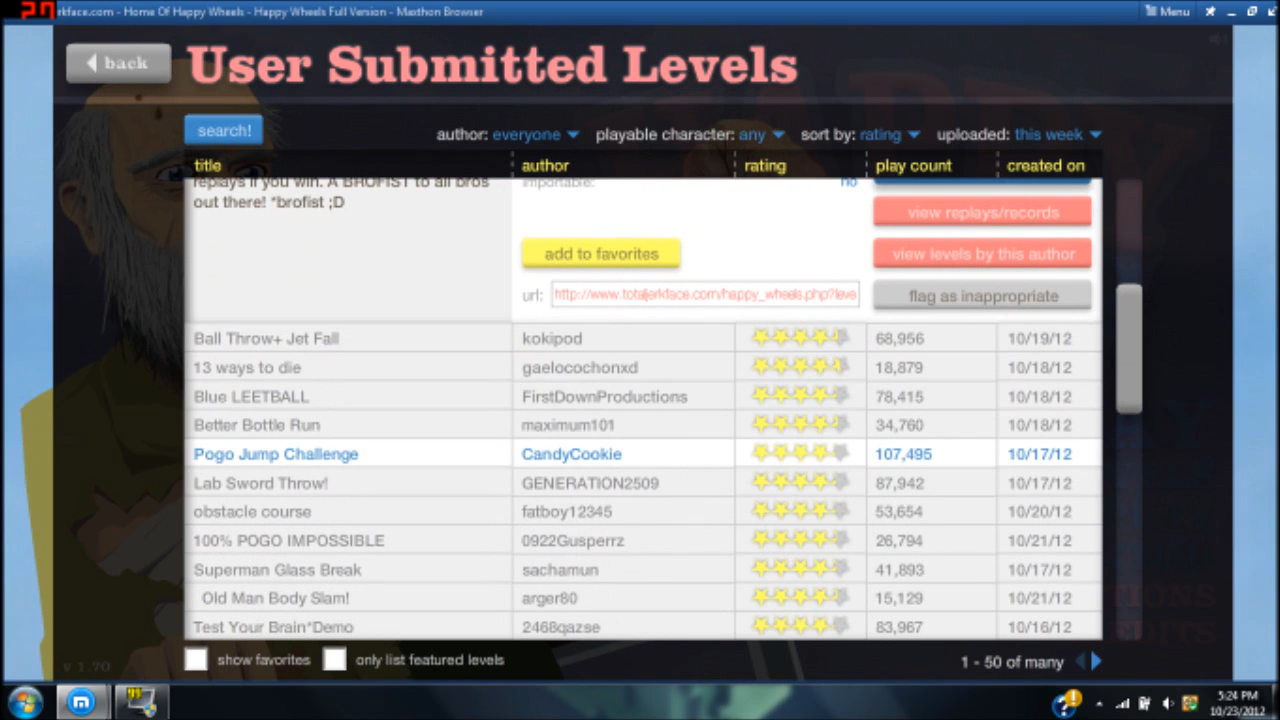 rkface.com - Home Of Happy Wheels - Happy Wheels Full Version - Maxthon Browser
Menu
back
User Submitted Levels
search!
author: everyone playable character: any sort by: rating uploaded: this week
title author rating play count created on
replays if you win. A BROFIST to all bros
out there! *brofist ;D
importable: no
view replays/records
add to favorites
view levels by this author
url: http://www.totaljerkface.com/happy_wheels.php?leve
flag as inappropriate
Ball Throw+ Jet Fall kokipod 68,956 10/19/12
13 ways to die gaelocochonxd 18,879 10/18/12
Blue LEETBALL FirstDownProductions 78,415 10/18/12
Better Bottle Run maximum101 34,760 10/18/12
Pogo Jump Challenge CandyCookie 107,495 10/17/12
Lab Sword Throw! GENERATION2509 87,942 10/17/12
obstacle course fatboy12345 53,654 10/20/12
100% POGO IMPOSSIBLE 0922Gusperrz 26,794 10/21/12
Superman Glass Break sachamun 41,893 10/17/12
Old Man Body Slam! arger80 15,129 10/21/12
Test Your Brain*Demo 2468qazse 83,967 10/16/12
show favorites only list featured levels
1 - 50 of many
v 1.70
5:24 PM
10/23/2012